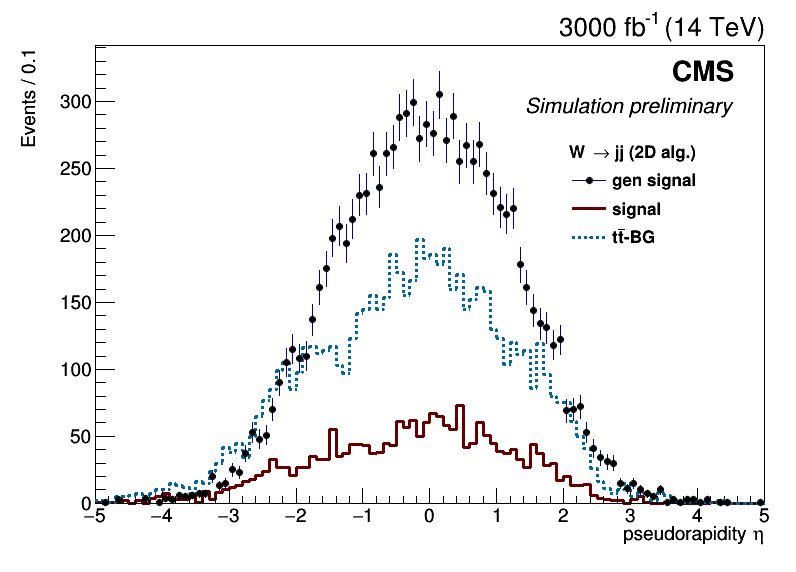 3000 fb-1 (14 TeV)
CMS
Simulation preliminary
W → jj (2D alg.)
gen signal
signal
tt̄-BG
Events / 0.1
300
250
200
150
100
50
0
−5 −4 −3 −2 −1 0 1 2 3 4 5
pseudorapidity η